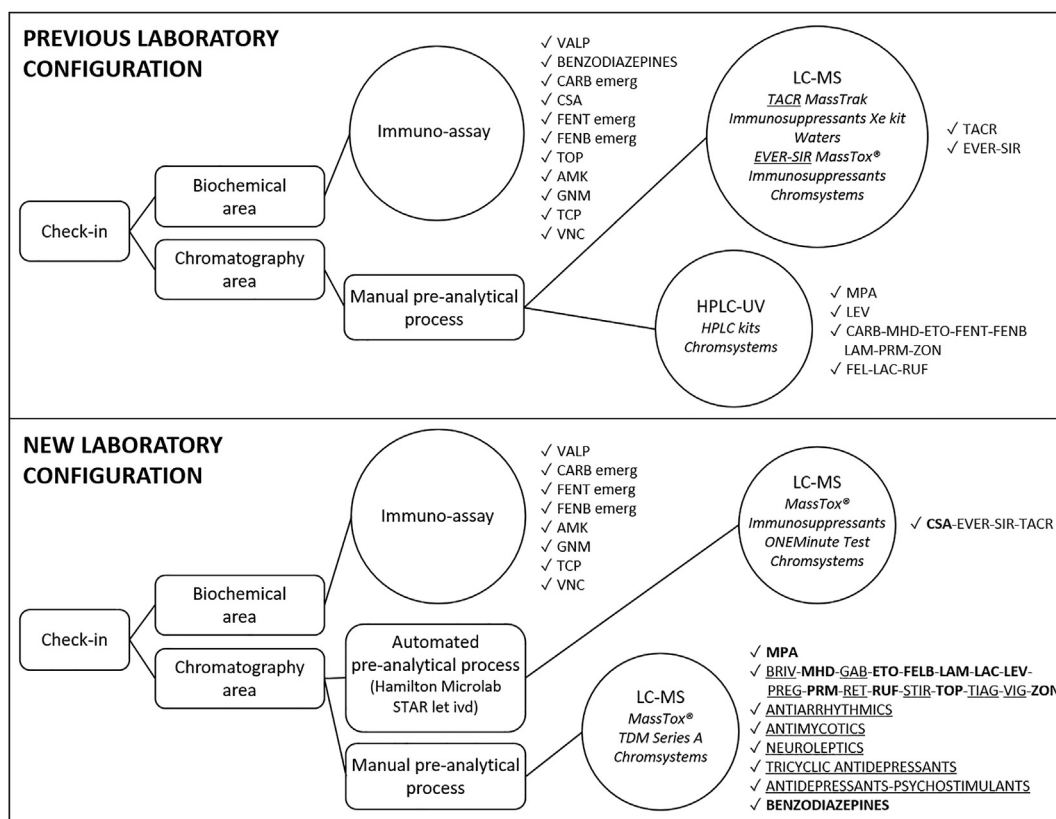 PREVIOUS LABORATORY
CONFIGURATION
Check-in
Biochemical
area
Chromatography
area
Immuno-assay
✓ VALP
✓ BENZODIAZEPINES
✓ CARB emerg
✓ CSA
✓ FENT emerg
✓ FENB emerg
✓ TOP
✓ AMK
✓ GNM
✓ TCP
✓ VNC
Manual pre-analytical
process
LC-MS
TACR MassTrak
Immunosuppressants Xe kit
Waters
EVER-SIR MassTox®
Immunosuppressants
Chromsystems
✓ TACR
✓ EVER-SIR
HPLC-UV
HPLC kits
Chromsystems
✓ MPA
✓ LEV
✓ CARB-MHD-ETO-FENT-FENB
LAM-PRM-ZON
✓ FEL-LAC-RUF
NEW LABORATORY
CONFIGURATION
Check-in
Biochemical
area
Chromatography
area
Immuno-assay
✓ VALP
✓ CARB emerg
✓ FENT emerg
✓ FENB emerg
✓ AMK
✓ GNM
✓ TCP
✓ VNC
Automated
pre-analytical process
(Hamilton Microlab
STAR let ivd)
Manual pre-analytical
process
LC-MS
MassTox®
Immunosuppressants
ONEMinute Test
Chromsystems
✓ CSA-EVER-SIR-TACR
LC-MS
MassTox®
TDM Series A
Chromsystems
✓ MPA
✓ BRIV-MHD-GAB-ETO-FELB-LAM-LAC-LEV-
PREG-PRM-RET-RUF-STIR-TOP-TIAG-VIG-ZON
✓ ANTIARRHYTHMICS
✓ ANTIMYCOTICS
✓ NEUROLEPTICS
✓ TRICYCLIC ANTIDEPRESSANTS
✓ ANTIDEPRESSANTS-PSYCHOSTIMULANTS
✓ BENZODIAZEPINES